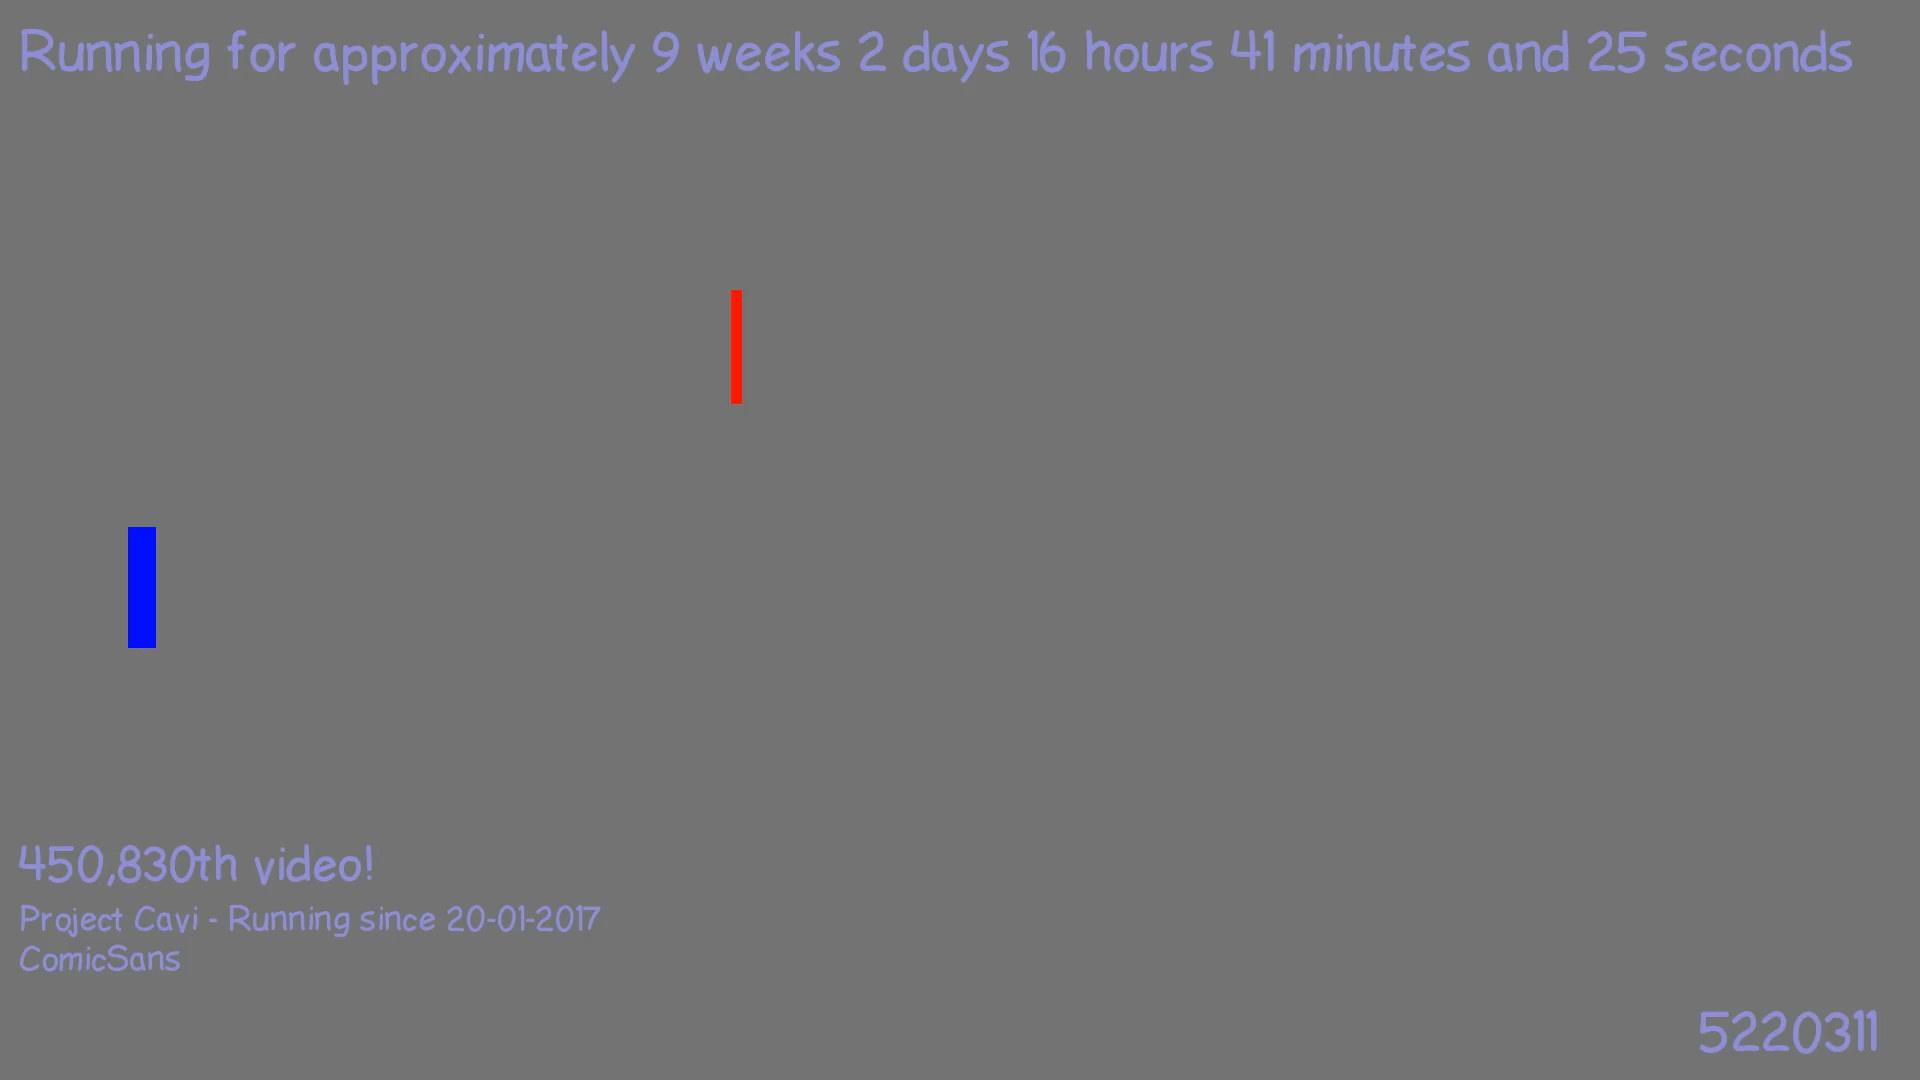 Running for approximately 9 weeks 2 days 16 hours 41 minutes and 25 seconds
450,830th video!
Project Cavi - Running since 20-01-2017
ComicSans
5220311